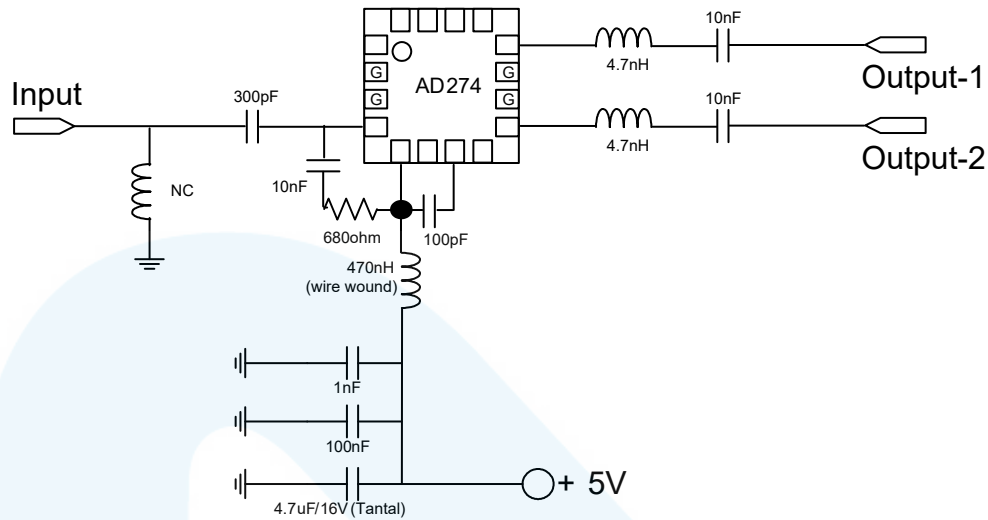 10nF
4.7nH
Output-1
G
G
G
G
AD274
Input
300pF
10nF
4.7nH
Output-2
NC
10nF
680ohm
100pF
470nH
(wire wound)
1nF
100nF
4.7uF/16V(Tantal)
+ 5V